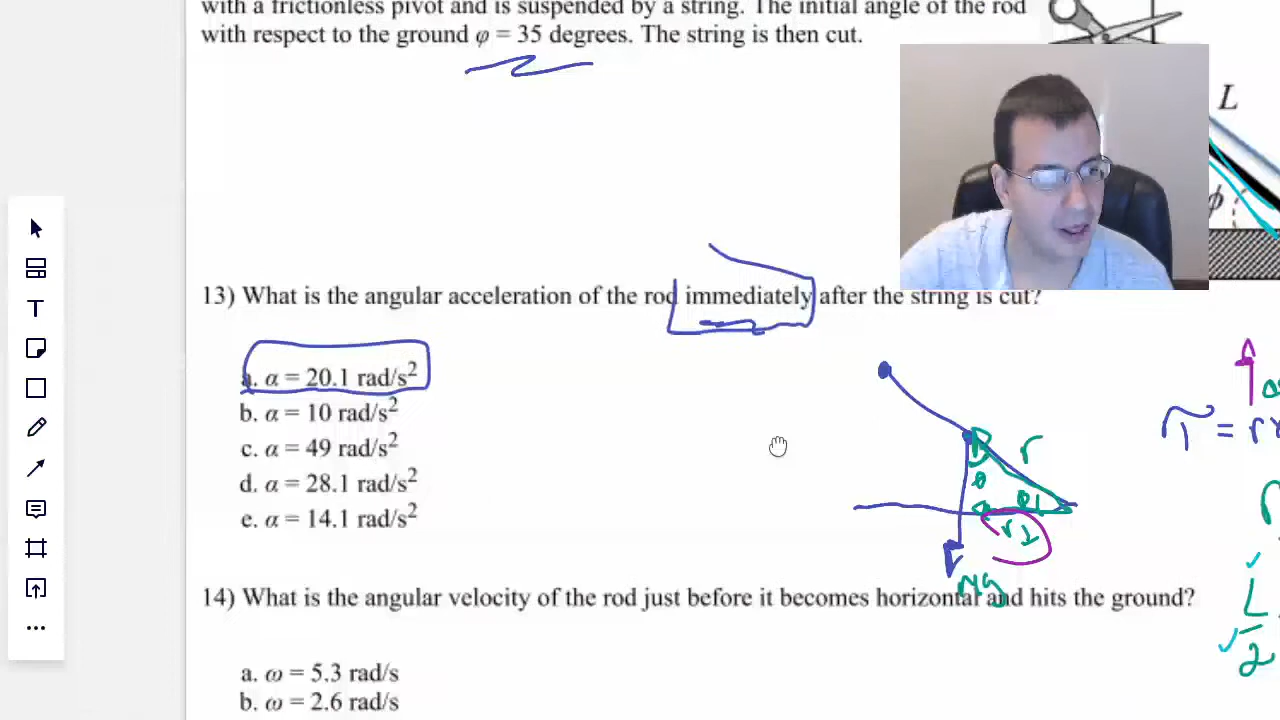 with a frictionless pivot and is suspended by a string. The initial angle of the rod
with respect to the ground φ = 35 degrees. The string is then cut.
L
ϕ
13) What is the angular acceleration of the rod immediately after the string is cut?
a. α = 20.1 rad/s²
b. α = 10 rad/s²
c. α = 49 rad/s²
d. α = 28.1 rad/s²
e. α = 14.1 rad/s²
r
θ
r⊥
Mg
τ = r
L
2
14) What is the angular velocity of the rod just before it becomes horizontal and hits the ground?
a. ω = 5.3 rad/s
b. ω = 2.6 rad/s
T